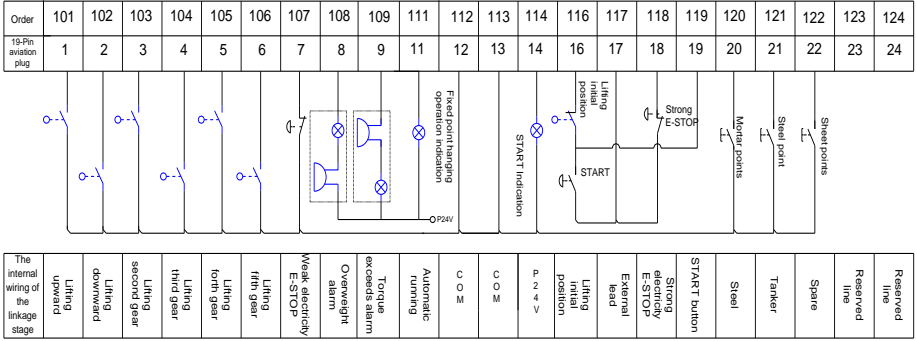 Order 101 102 103 104 105 106 107 108 109 111 112 113 114 116 117 118 119 120 121 122 123 124
19-Pin
aviation
plug
1 2 3 4 5 6 7 8 9 11 12 13 14 16 17 18 19 20 21 22 23 24
Fixed point hanging
operation indication
START Indication
Lifting
initial
position
Strong
E-STOP
START
Mortar points
Steel point
Sheet points
P24V
The
internal
wiring of
the
linkage
stage
Lifting
upward
Lifting
downward
Lifting
second gear
Lifting
third gear
Lifting
forth gear
Lifting
fifth gear
Weak electricity
E-STOP
Overweight
alarm
Torque
exceeds alarm
Automatic
running
COM
COM
P24V
Lifting
initial
position
External
lead
Strong
electricity
E-STOP
START button
Steel
Tanker
Spare
Reserved
line
Reserved
line